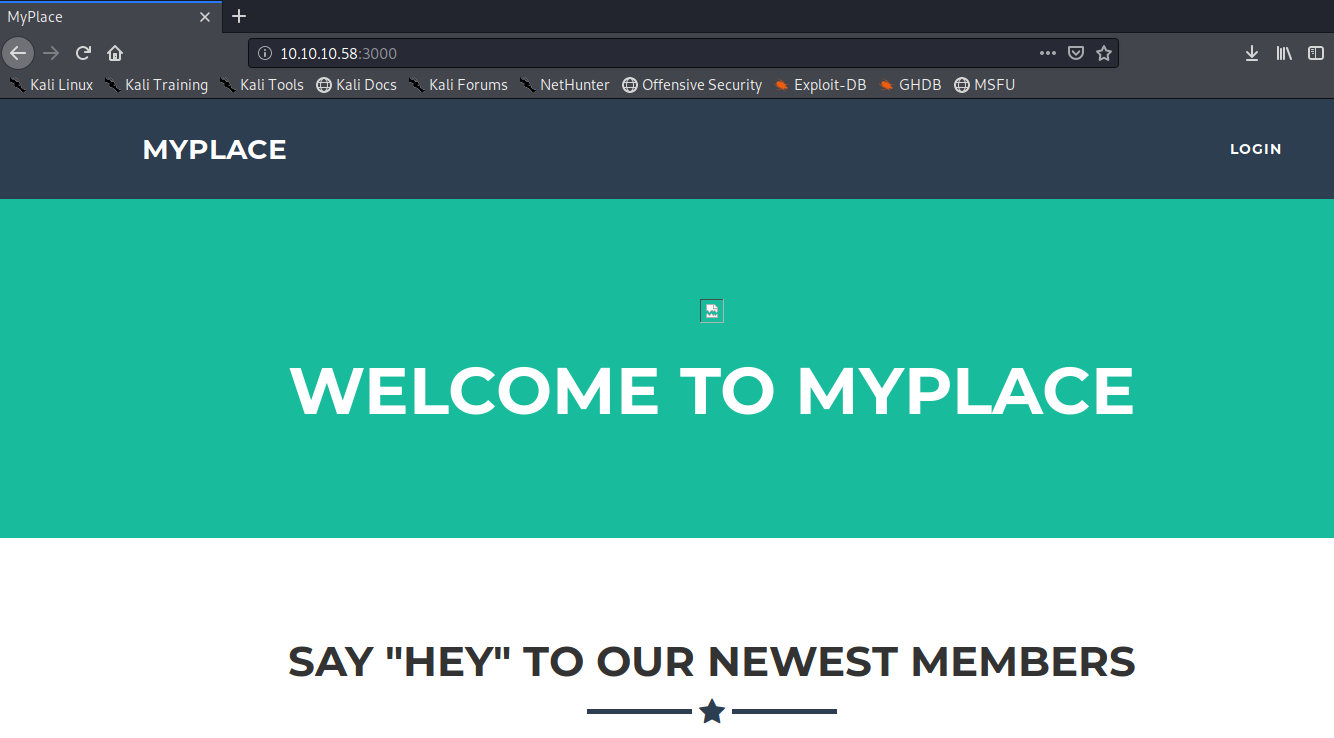 MyPlace
10.10.10.58:3000
Kali Linux Kali Training Kali Tools Kali Docs Kali Forums NetHunter Offensive Security Exploit-DB GHDB MSFU
MYPLACE LOGIN
WELCOME TO MYPLACE
SAY "HEY" TO OUR NEWEST MEMBERS